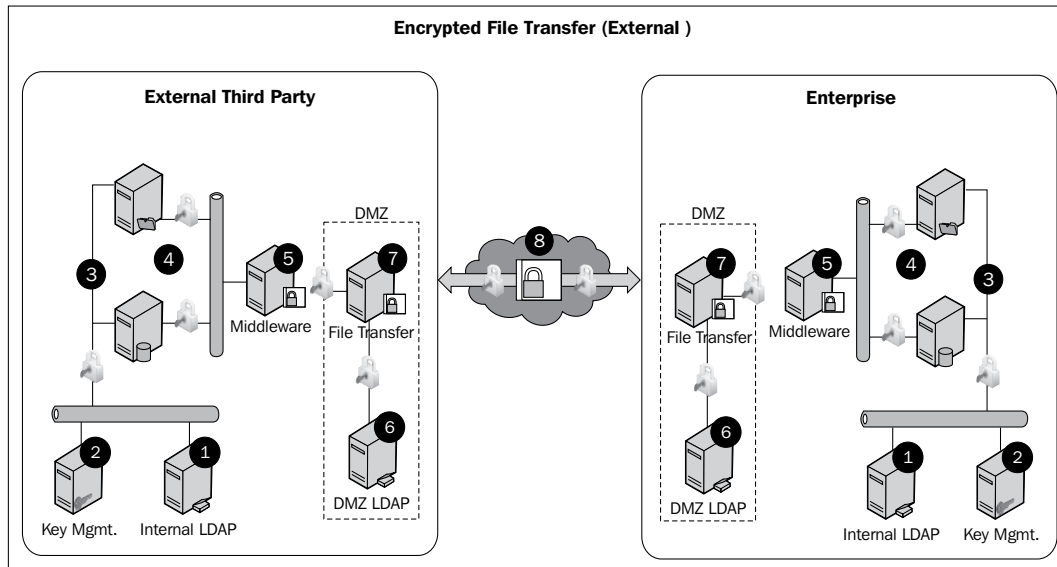 Encrypted File Transfer (External )
External Third Party
Enterprise
DMZ
8
DMZ
4
5
7
3
Middleware
File Transfer
7
5
4
3
File Transfer
Middleware
2
1
6
Key Mgmt.
Internal LDAP
DMZ LDAP
6
1
2
DMZ LDAP
Internal LDAP
Key Mgmt.